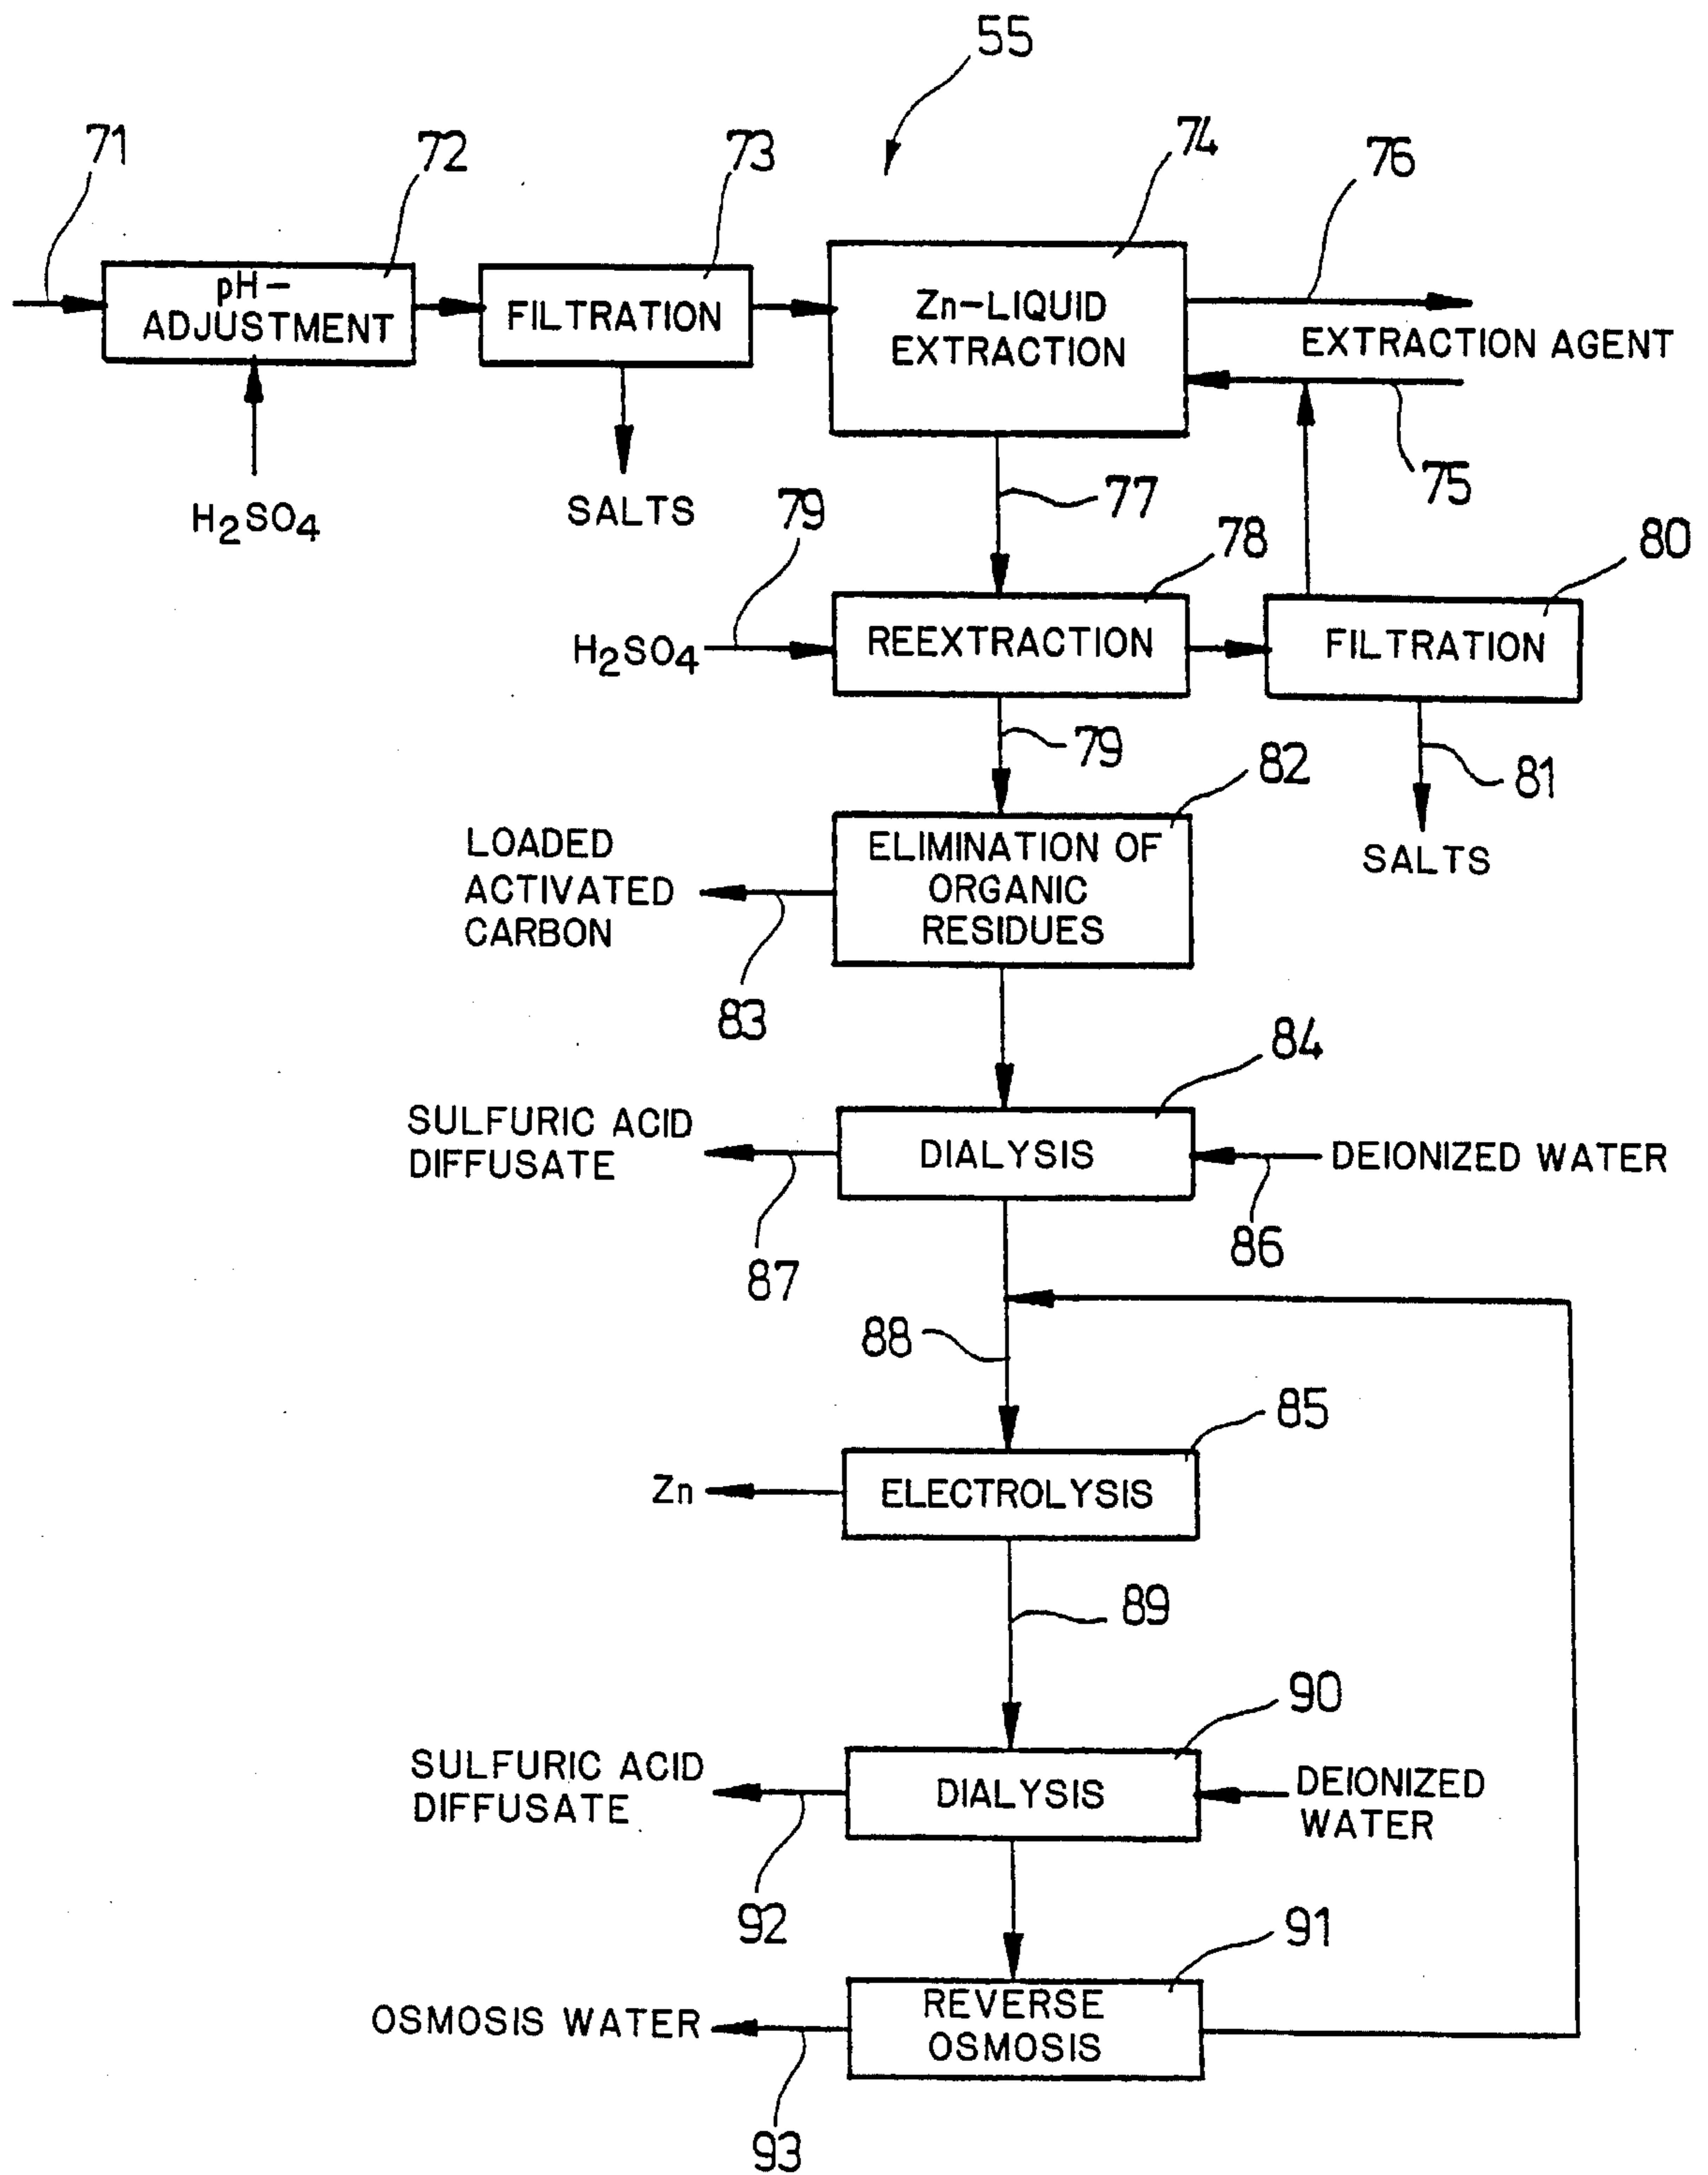 55
71
72
73
74
76
pH-
ADJUSTMENT
FILTRATION
Zn-LIQUID
EXTRACTION
EXTRACTION AGENT
75
H2SO4
SALTS
79
77
78
80
H2SO4
REEXTRACTION
FILTRATION
79
82
81
SALTS
LOADED
ACTIVATED
CARBON
ELIMINATION OF
ORGANIC
RESIDUES
83
84
SULFURIC ACID
DIFFUSATE
DIALYSIS
DEIONIZED WATER
87
86
88
85
Zn
ELECTROLYSIS
89
90
SULFURIC ACID
DIFFUSATE
DIALYSIS
DEIONIZED
WATER
92
91
OSMOSIS WATER
REVERSE
OSMOSIS
93